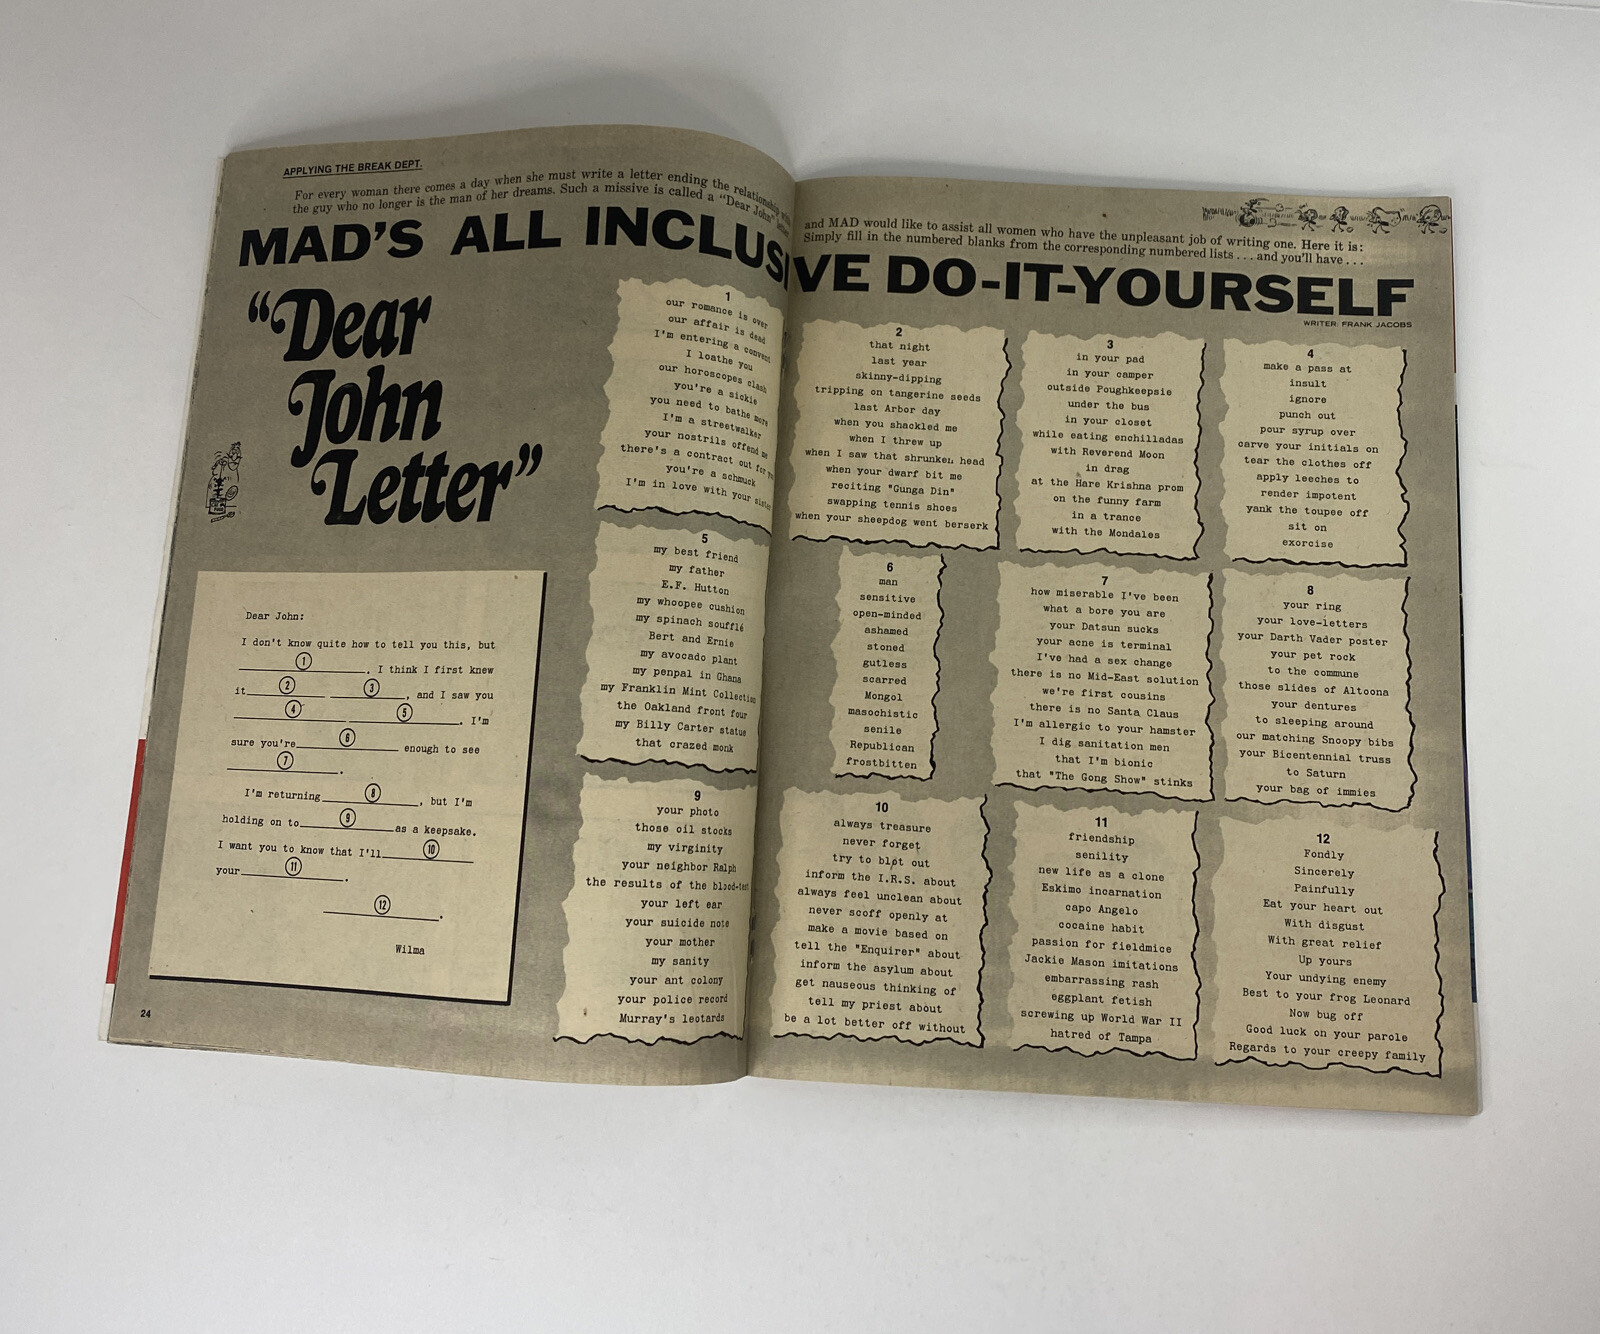 APPLYING THE BREAK DEPT.
For every woman there comes a day when she must write a letter ending the relationship with
the guy who no longer is the man of her dreams. Such a missive is called a "Dear John" letter
and MAD would like to assist all women who have the unpleasant job of writing one. Here it is:
Simply fill in the numbered blanks from the corresponding numbered lists . . . and you'll have . . .
MAD'S ALL INCLUSIVE DO-IT-YOURSELF
WRITER: FRANK JACOBS
"Dear
John
Letter"
Dear John:
I don't know quite how to tell you this, but
1. I think I first knew
it 2 3, and I saw you
4 5. I'm
sure you're 6 enough to see
7.
I'm returning 8, but I'm
holding on to 9 as a keepsake.
I want you to know that I'll 10
your 11.
12.
Wilma
24
1
our romance is over
our affair is dead
I'm entering a convent
I loathe you
our horoscopes clash
you're a sickie
you need to bathe more
I'm a streetwalker
your nostrils offend me
there's a contract out for you
you're a schmuck
I'm in love with your sister
2
that night
last year
skinny-dipping
tripping on tangerine seeds
last Arbor day
when you shackled me
when I threw up
when I saw that shrunken head
when your dwarf bit me
reciting "Gunga Din"
swapping tennis shoes
when your sheepdog went berserk
3
in your pad
in your camper
outside Poughkeepsie
under the bus
in your closet
while eating enchilladas
with Reverend Moon
in drag
at the Hare Krishna prom
on the funny farm
in a trance
with the Mondales
4
make a pass at
insult
ignore
punch out
pour syrup over
carve your initials on
tear the clothes off
apply leeches to
render impotent
yank the toupee off
sit on
exorcise
5
my best friend
my father
E.F. Hutton
my whoopee cushion
my spinach soufflé
Bert and Ernie
my avocado plant
my penpal in Ghana
my Franklin Mint Collection
the Oakland front four
my Billy Carter statue
that crazed monk
6
man
sensitive
open-minded
ashamed
stoned
gutless
scarred
Mongol
masochistic
senile
Republican
frostbitten
7
how miserable I've been
what a bore you are
your Datsun sucks
your acne is terminal
I've had a sex change
there is no Mid-East solution
we're first cousins
there is no Santa Claus
I'm allergic to your hamster
I dig sanitation men
that I'm bionic
that "The Gong Show" stinks
8
your ring
your love-letters
your Darth Vader poster
your pet rock
to the commune
those slides of Altoona
your dentures
to sleeping around
our matching Snoopy bibs
your Bicentennial truss
to Saturn
your bag of immies
9
your photo
those oil stocks
my virginity
your neighbor Ralph
the results of the blood-test
your left ear
your suicide note
your mother
my sanity
your ant colony
your police record
Murray's leotards
10
always treasure
never forget
try to blot out
inform the I.R.S. about
always feel unclean about
never scoff openly at
make a movie based on
tell the "Enquirer" about
inform the asylum about
get nauseous thinking of
tell my priest about
be a lot better off without
11
friendship
senility
new life as a clone
Eskimo incarnation
capo Angelo
cocaine habit
passion for fieldmice
Jackie Mason imitations
embarrassing rash
eggplant fetish
screwing up World War II
hatred of Tampa
12
Fondly
Sincerely
Painfully
Eat your heart out
With disgust
With great relief
Up yours
Your undying enemy
Best to your frog Leonard
Now bug off
Good luck on your parole
Regards to your creepy family